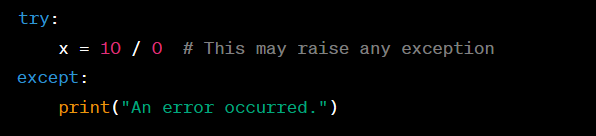 try:
    x = 10 / 0  # This may raise any exception
except:
    print("An error occurred.")